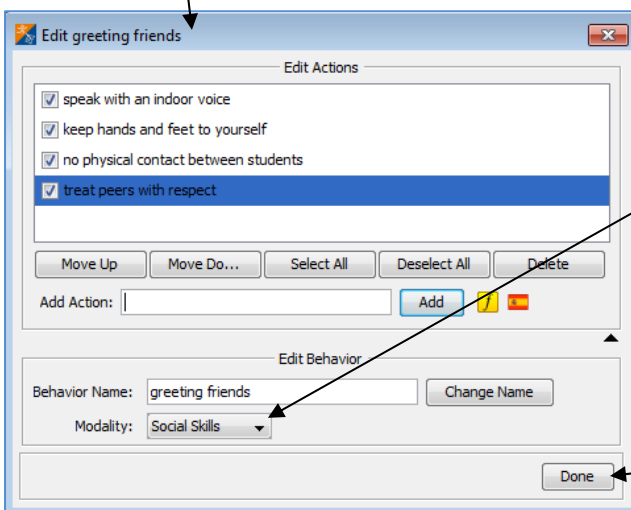 Edit greeting friends
Edit Actions
speak with an indoor voice
keep hands and feet to yourself
no physical contact between students
treat peers with respect
Move Up Move Do... Select All Deselect All Delete
Add Action: Add f
Edit Behavior
Behavior Name: greeting friends Change Name
Modality: Social Skills
Done